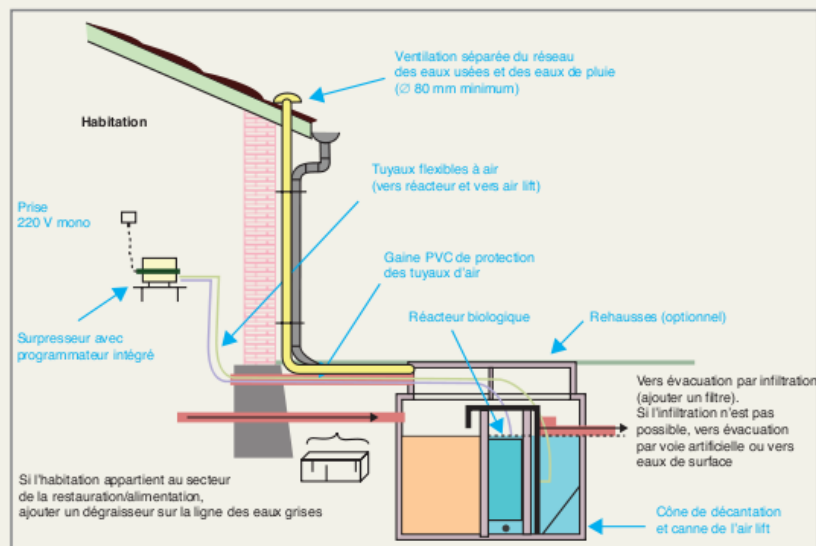 Ventilation séparée du réseau
des eaux usées et des eaux de pluie
(∅ 80 mm minimum)
Habitation
Tuyaux flexibles à air
(vers réacteur et vers air lift)
Prise
220 V mono
Gaine PVC de protection
des tuyaux d'air
Réacteur biologique
Rehausses (optionnel)
Surpresseur avec
programmateur intégré
Vers évacuation par infiltration
(ajouter un filtre).
Si l'infiltration n'est pas
possible, vers évacuation
par voie artificielle ou vers
eaux de surface
Si l'habitation appartient au secteur
de la restauration/alimentation,
ajouter un dégraisseur sur la ligne des eaux grises
Cône de décantation
et canne de l'air lift